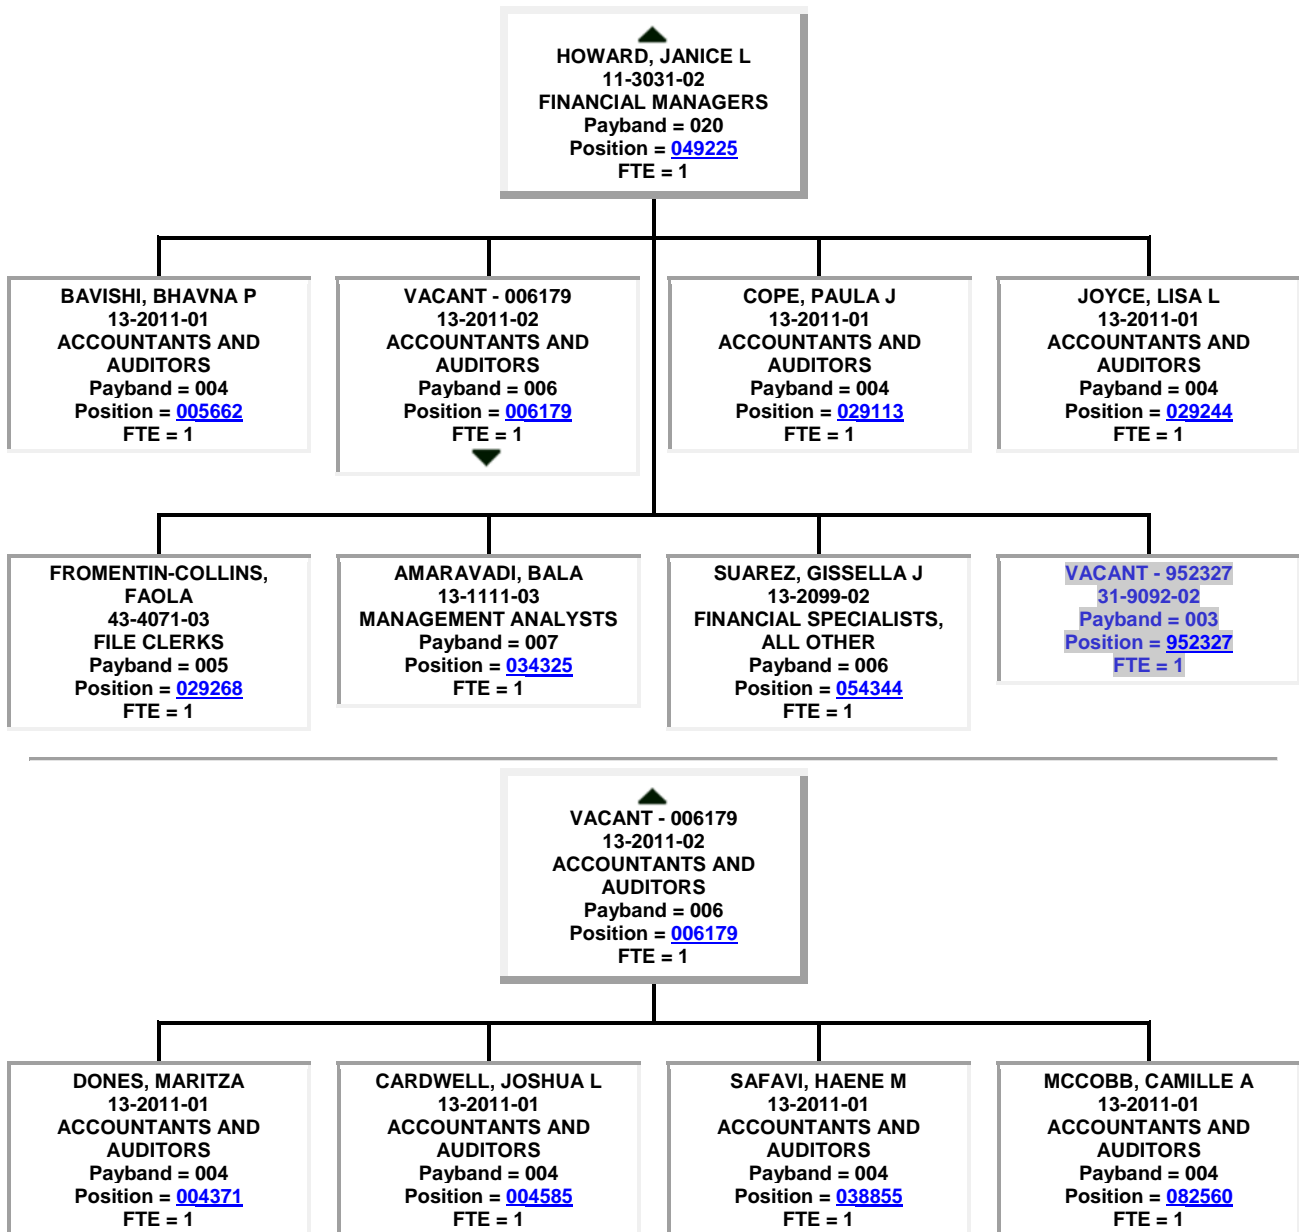 HOWARD, JANICE L
11-3031-02
FINANCIAL MANAGERS
Payband = 020
Position = 049225
FTE = 1
BAVISHI, BHAVNA P
13-2011-01
ACCOUNTANTS AND
AUDITORS
Payband = 004
Position = 005662
FTE = 1
VACANT - 006179
13-2011-02
ACCOUNTANTS AND
AUDITORS
Payband = 006
Position = 006179
FTE = 1
COPE, PAULA J
13-2011-01
ACCOUNTANTS AND
AUDITORS
Payband = 004
Position = 029113
FTE = 1
JOYCE, LISA L
13-2011-01
ACCOUNTANTS AND
AUDITORS
Payband = 004
Position = 029244
FTE = 1
FROMENTIN-COLLINS,
FAOLA
43-4071-03
FILE CLERKS
Payband = 005
Position = 029268
FTE = 1
AMARAVADI, BALA
13-1111-03
MANAGEMENT ANALYSTS
Payband = 007
Position = 034325
FTE = 1
SUAREZ, GISSELLA J
13-2099-02
FINANCIAL SPECIALISTS,
ALL OTHER
Payband = 006
Position = 054344
FTE = 1
VACANT - 952327
31-9092-02
Payband = 003
Position = 952327
FTE = 1
VACANT - 006179
13-2011-02
ACCOUNTANTS AND
AUDITORS
Payband = 006
Position = 006179
FTE = 1
DONES, MARITZA
13-2011-01
ACCOUNTANTS AND
AUDITORS
Payband = 004
Position = 004371
FTE = 1
CARDWELL, JOSHUA L
13-2011-01
ACCOUNTANTS AND
AUDITORS
Payband = 004
Position = 004585
FTE = 1
SAFAVI, HAENE M
13-2011-01
ACCOUNTANTS AND
AUDITORS
Payband = 004
Position = 038855
FTE = 1
MCCOBB, CAMILLE A
13-2011-01
ACCOUNTANTS AND
AUDITORS
Payband = 004
Position = 082560
FTE = 1